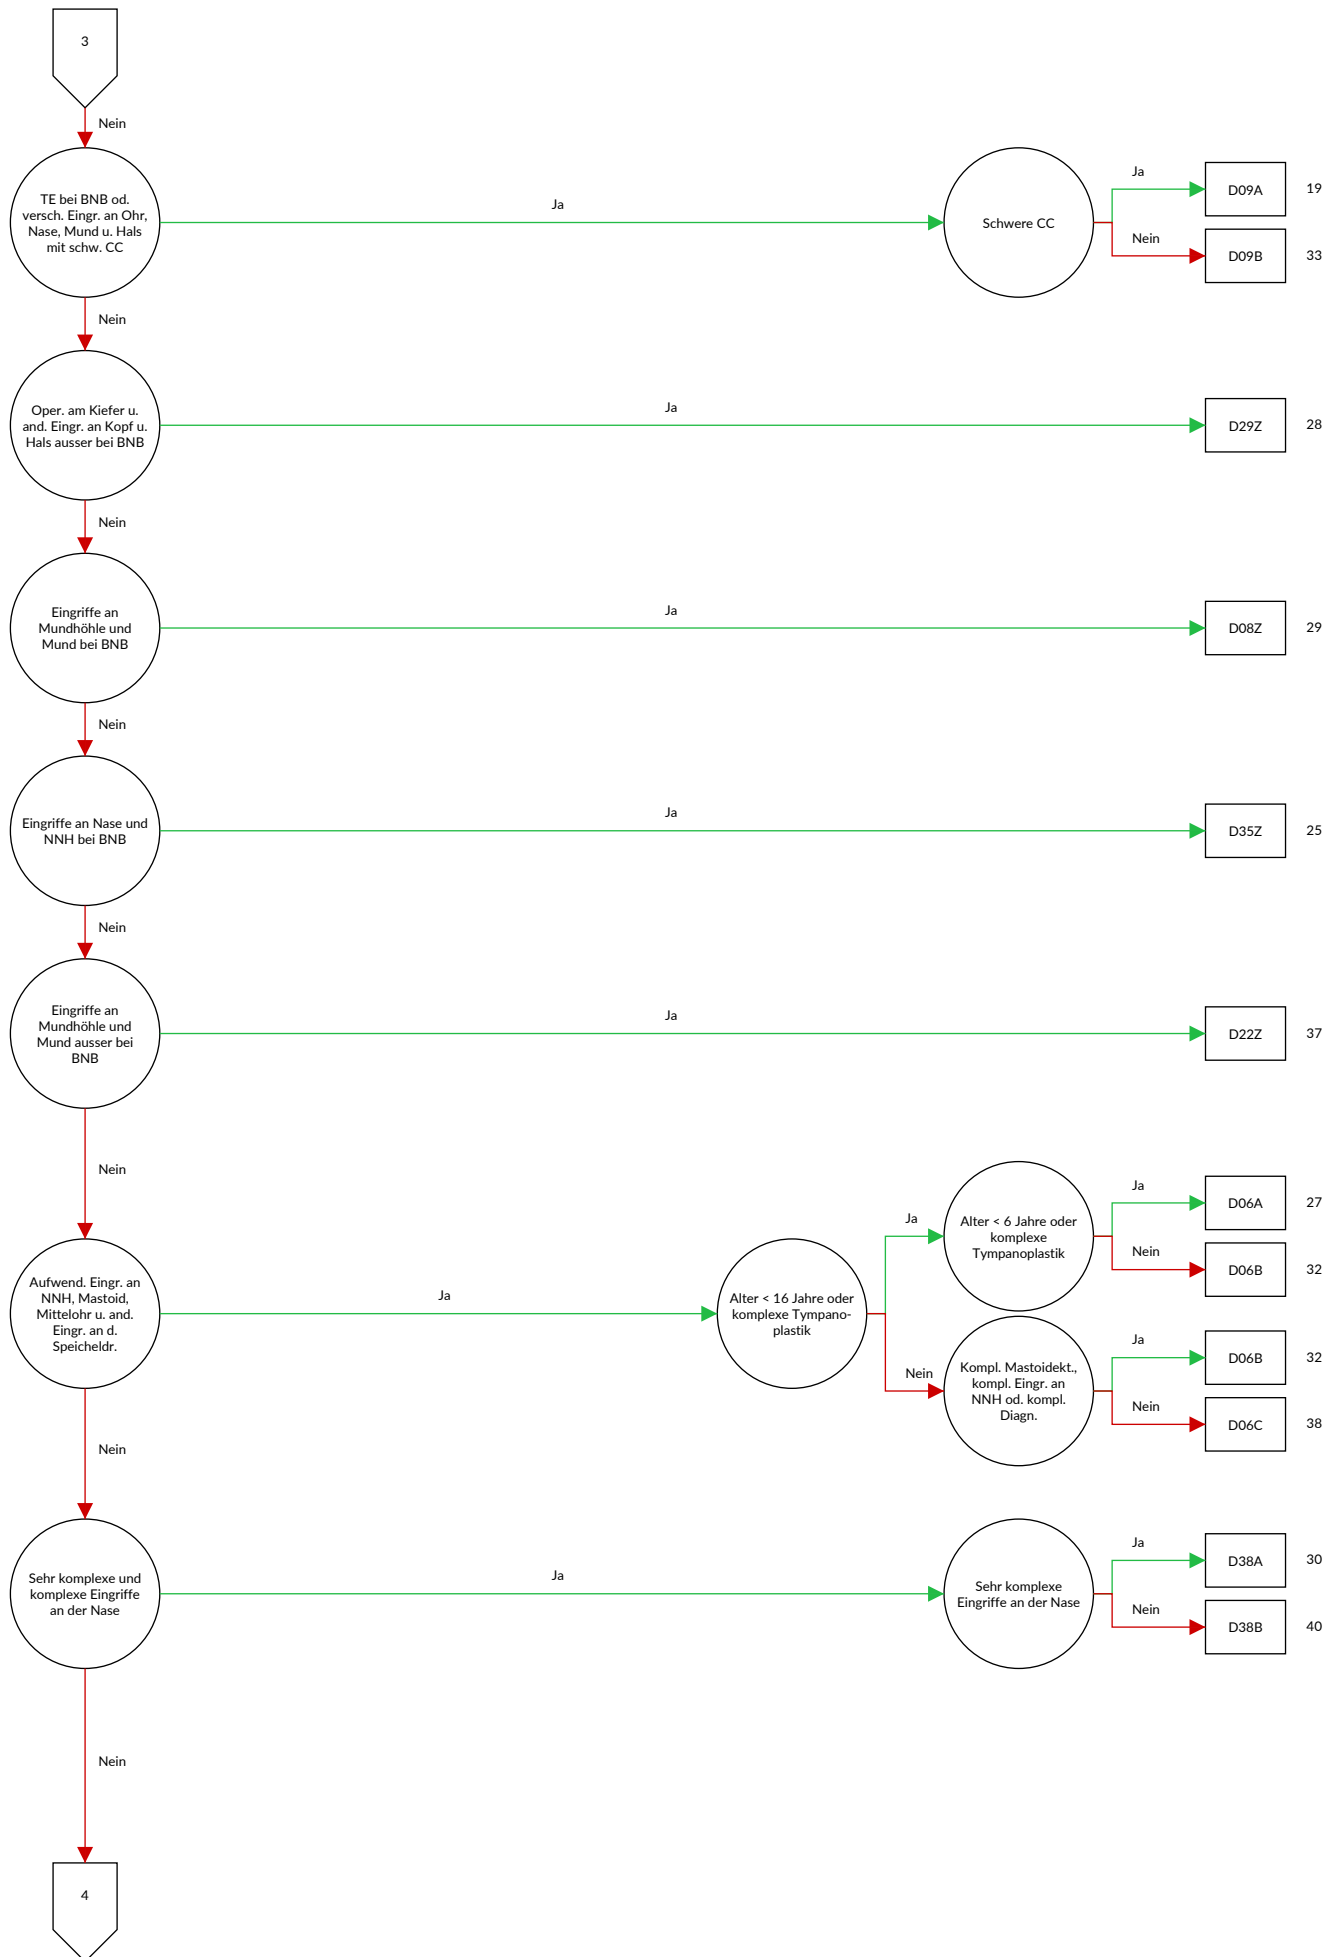 3
Nein
TE bei BNB od.
versch. Eingr. an Ohr,
Nase, Mund u. Hals
mit schw. CC
Ja
Schwere CC
Ja
D09A
19
Nein
D09B
33
Nein
Oper. am Kiefer u.
and. Eingr. an Kopf u.
Hals ausser bei BNB
Ja
D29Z
28
Nein
Eingriffe an
Mundhöhle und
Mund bei BNB
Ja
D08Z
29
Nein
Eingriffe an Nase und
NNH bei BNB
Ja
D35Z
25
Nein
Eingriffe an
Mundhöhle und
Mund ausser bei
BNB
Ja
D22Z
37
Nein
Aufwend. Eingr. an
NNH, Mastoid,
Mittelohr u. and.
Eingr. an d.
Speicheldr.
Ja
Alter < 16 Jahre oder
komplexe Tympano-
plastik
Ja
Alter < 6 Jahre oder
komplexe
Tympanoplastik
Ja
D06A
27
Nein
D06B
32
Nein
Kompl. Mastoidekt.,
kompl. Eingr. an
NNH od. kompl.
Diagn.
Ja
D06B
32
Nein
D06C
38
Nein
Sehr komplexe und
komplexe Eingriffe
an der Nase
Ja
Sehr komplexe
Eingriffe an der Nase
Ja
D38A
30
Nein
D38B
40
Nein
4